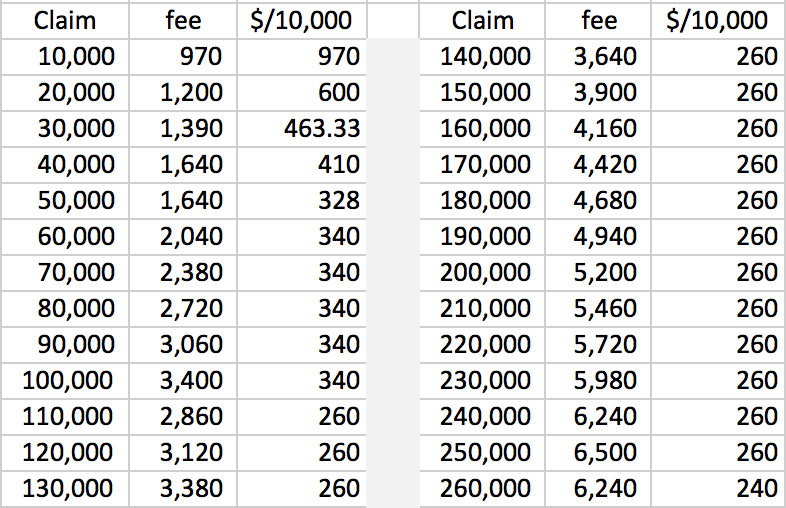 Claim fee $/10,000 Claim fee $/10,000
10,000 970 970 140,000 3,640 260
20,000 1,200 600 150,000 3,900 260
30,000 1,390 463.33 160,000 4,160 260
40,000 1,640 410 170,000 4,420 260
50,000 1,640 328 180,000 4,680 260
60,000 2,040 340 190,000 4,940 260
70,000 2,380 340 200,000 5,200 260
80,000 2,720 340 210,000 5,460 260
90,000 3,060 340 220,000 5,720 260
100,000 3,400 340 230,000 5,980 260
110,000 2,860 260 240,000 6,240 260
120,000 3,120 260 250,000 6,500 260
130,000 3,380 260 260,000 6,240 240